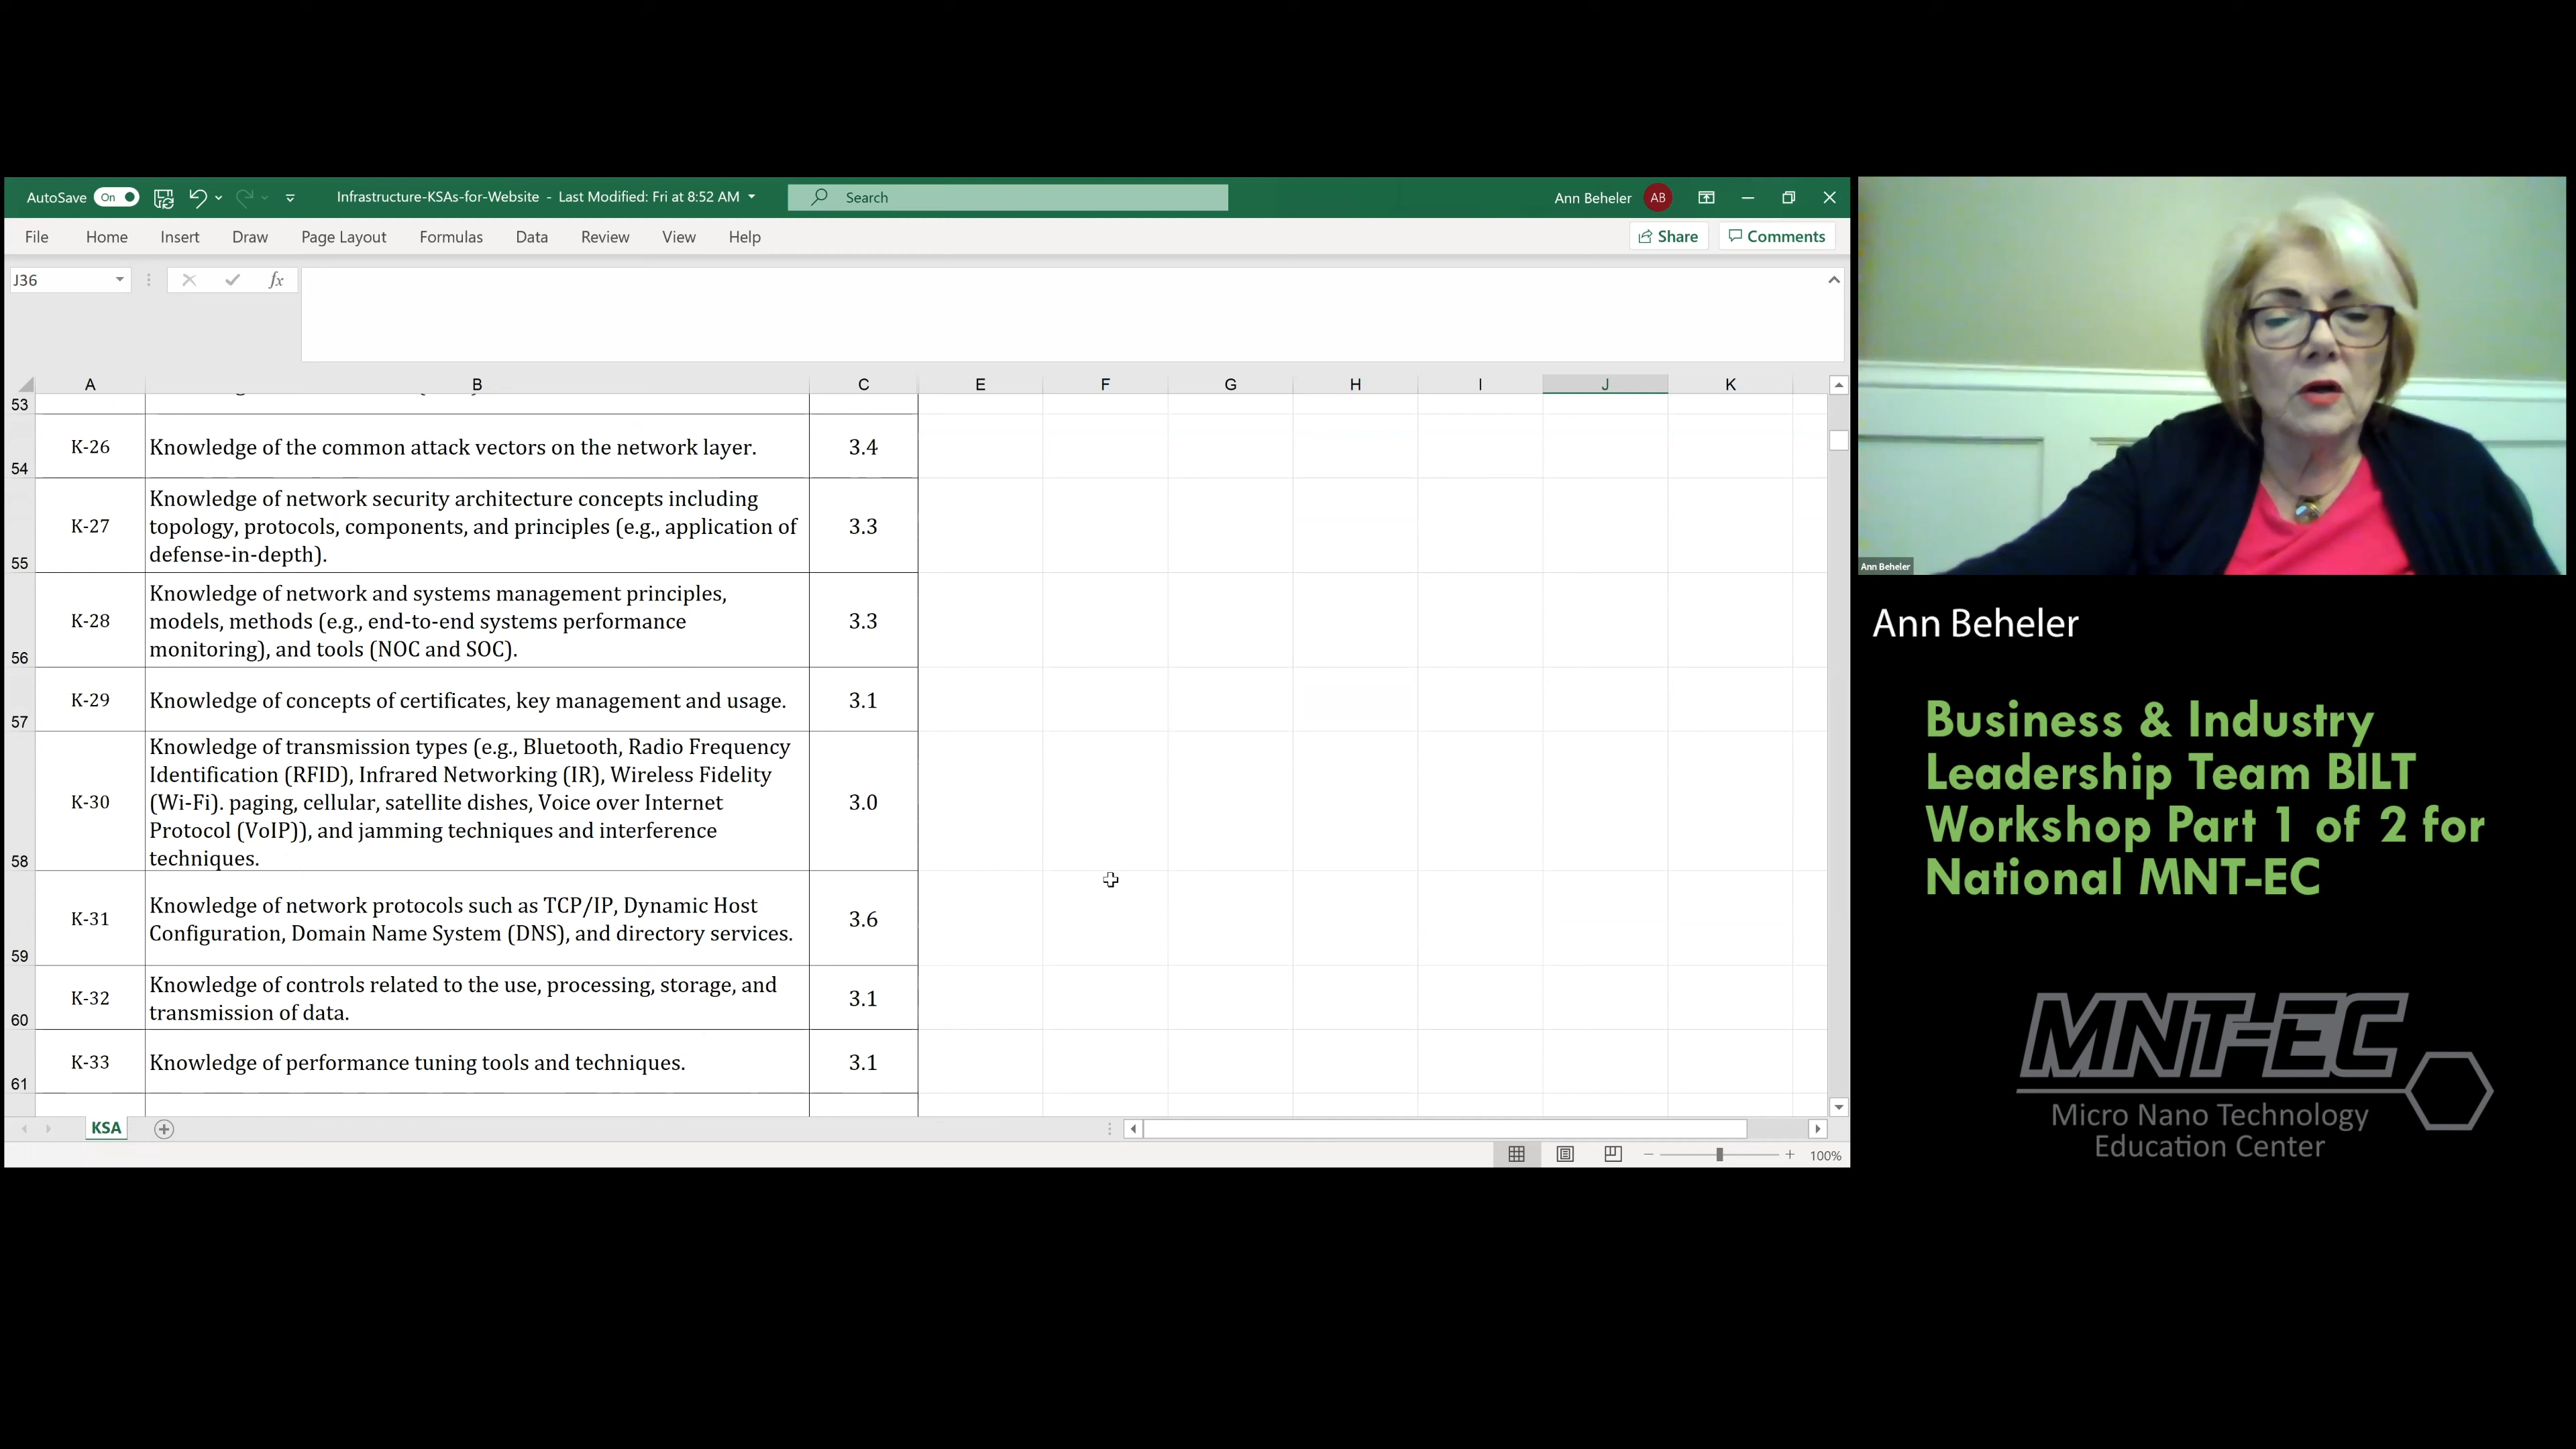 AutoSave On Infrastructure-KSAs-for-Website - Last Modified: Fri at 8:52 AM Search Ann Beheler AB
File Home Insert Draw Page Layout Formulas Data Review View Help Share Comments
J36 fx
A B C E F G H I J K
53
54 K-26 Knowledge of the common attack vectors on the network layer. 3.4
55 K-27 Knowledge of network security architecture concepts including
topology, protocols, components, and principles (e.g., application of
defense-in-depth). 3.3
56 K-28 Knowledge of network and systems management principles,
models, methods (e.g., end-to-end systems performance
monitoring), and tools (NOC and SOC). 3.3
57 K-29 Knowledge of concepts of certificates, key management and usage. 3.1
58 K-30 Knowledge of transmission types (e.g., Bluetooth, Radio Frequency
Identification (RFID), Infrared Networking (IR), Wireless Fidelity
(Wi-Fi). paging, cellular, satellite dishes, Voice over Internet
Protocol (VoIP)), and jamming techniques and interference
techniques. 3.0
59 K-31 Knowledge of network protocols such as TCP/IP, Dynamic Host
Configuration, Domain Name System (DNS), and directory services. 3.6
60 K-32 Knowledge of controls related to the use, processing, storage, and
transmission of data. 3.1
61 K-33 Knowledge of performance tuning tools and techniques. 3.1
KSA
100%
Ann Beheler
Ann Beheler
Business & Industry
Leadership Team BILT
Workshop Part 1 of 2 for
National MNT-EC
MNT-EC
Micro Nano Technology
Education Center